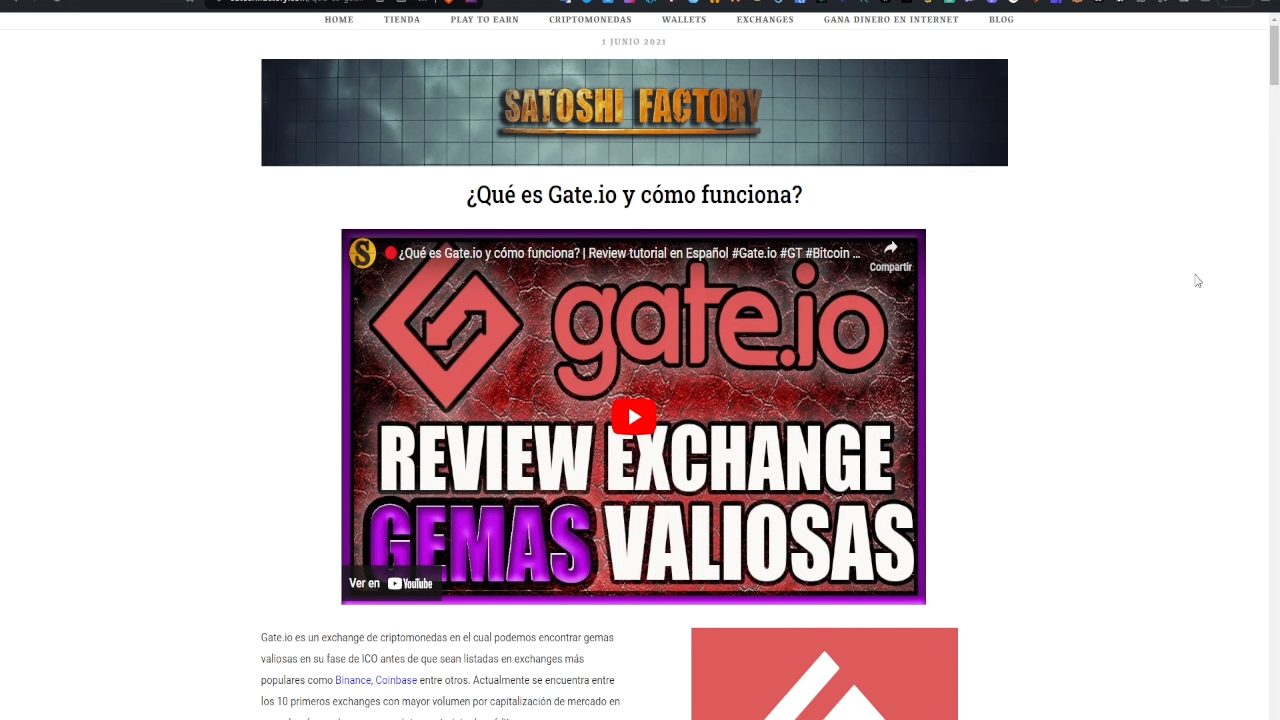 HOME TIENDA PLAY TO EARN CRIPTOMONEDAS WALLETS EXCHANGES GANA DINERO EN INTERNET BLOG
1 JUNIO 2021
SATOSHI FACTORY
¿Qué es Gate.io y cómo funciona?
S
¿Qué es Gate.io y cómo funciona? | Review tutorial en Español #Gate.io #GT #Bitcoin ...
Compartir
gate.io
REVIEW EXCHANGE
GEMAS VALIOSAS
Ver en YouTube
Gate.io es un exchange de criptomonedas en el cual podemos encontrar gemas
valiosas en su fase de ICO antes de que sean listadas en exchanges más
populares como Binance, Coinbase entre otros. Actualmente se encuentra entre
los 10 primeros exchanges con mayor volumen por capitalización de mercado en